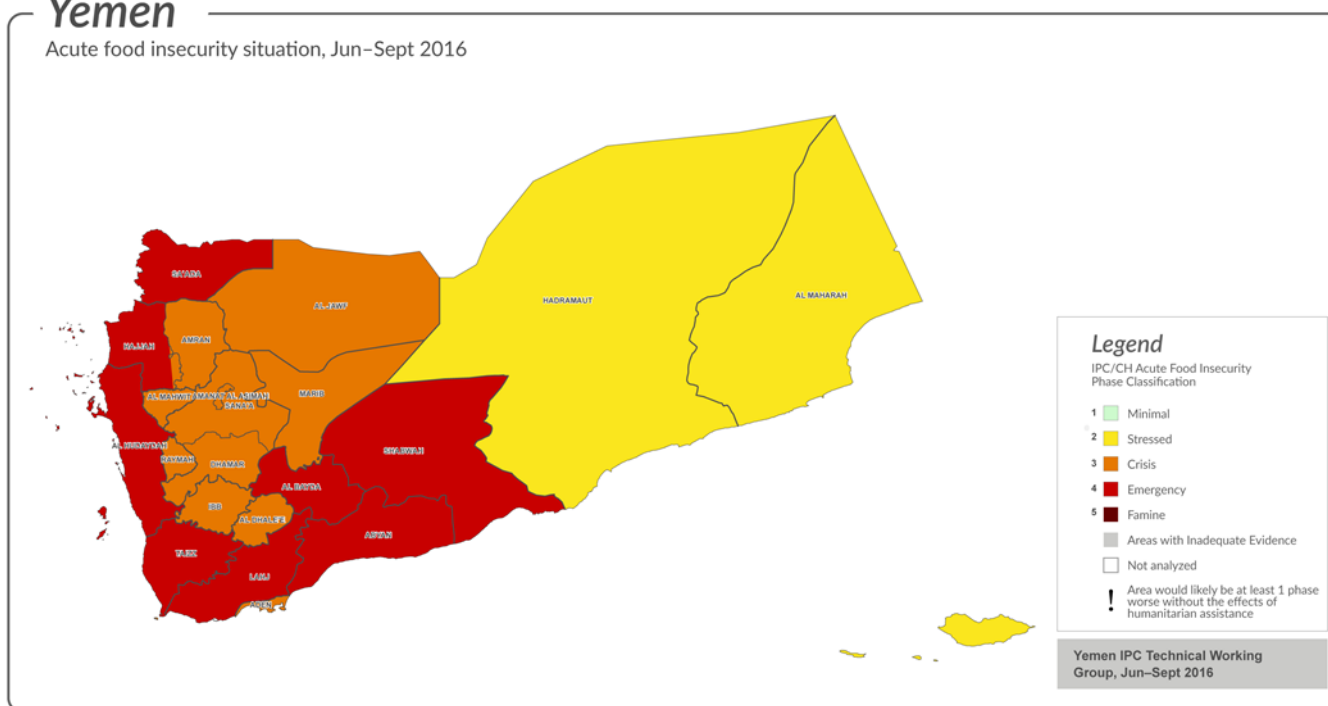 Yemen
Acute food insecurity situation, Jun–Sept 2016
SA'ADA
AL JAWF
HADRAMAUT
AL MAHARAH
HAJJAH
AMRAN
AL MAHWIT
AMANAT AL ASIMAH
SANA'A
MARIB
AL HUDAYDAH
RAYMAH
DHAMAR
SHABWAH
AL BAYDA
IBB
AL DHALE'E
ABYAN
TAIZZ
LAHJ
ADEN
Legend
IPC/CH Acute Food Insecurity
Phase Classification
1 Minimal
2 Stressed
3 Crisis
4 Emergency
5 Famine
Areas with Inadequate Evidence
Not analyzed
! Area would likely be at least 1 phase
worse without the effects of
humanitarian assistance
Yemen IPC Technical Working
Group, Jun–Sept 2016